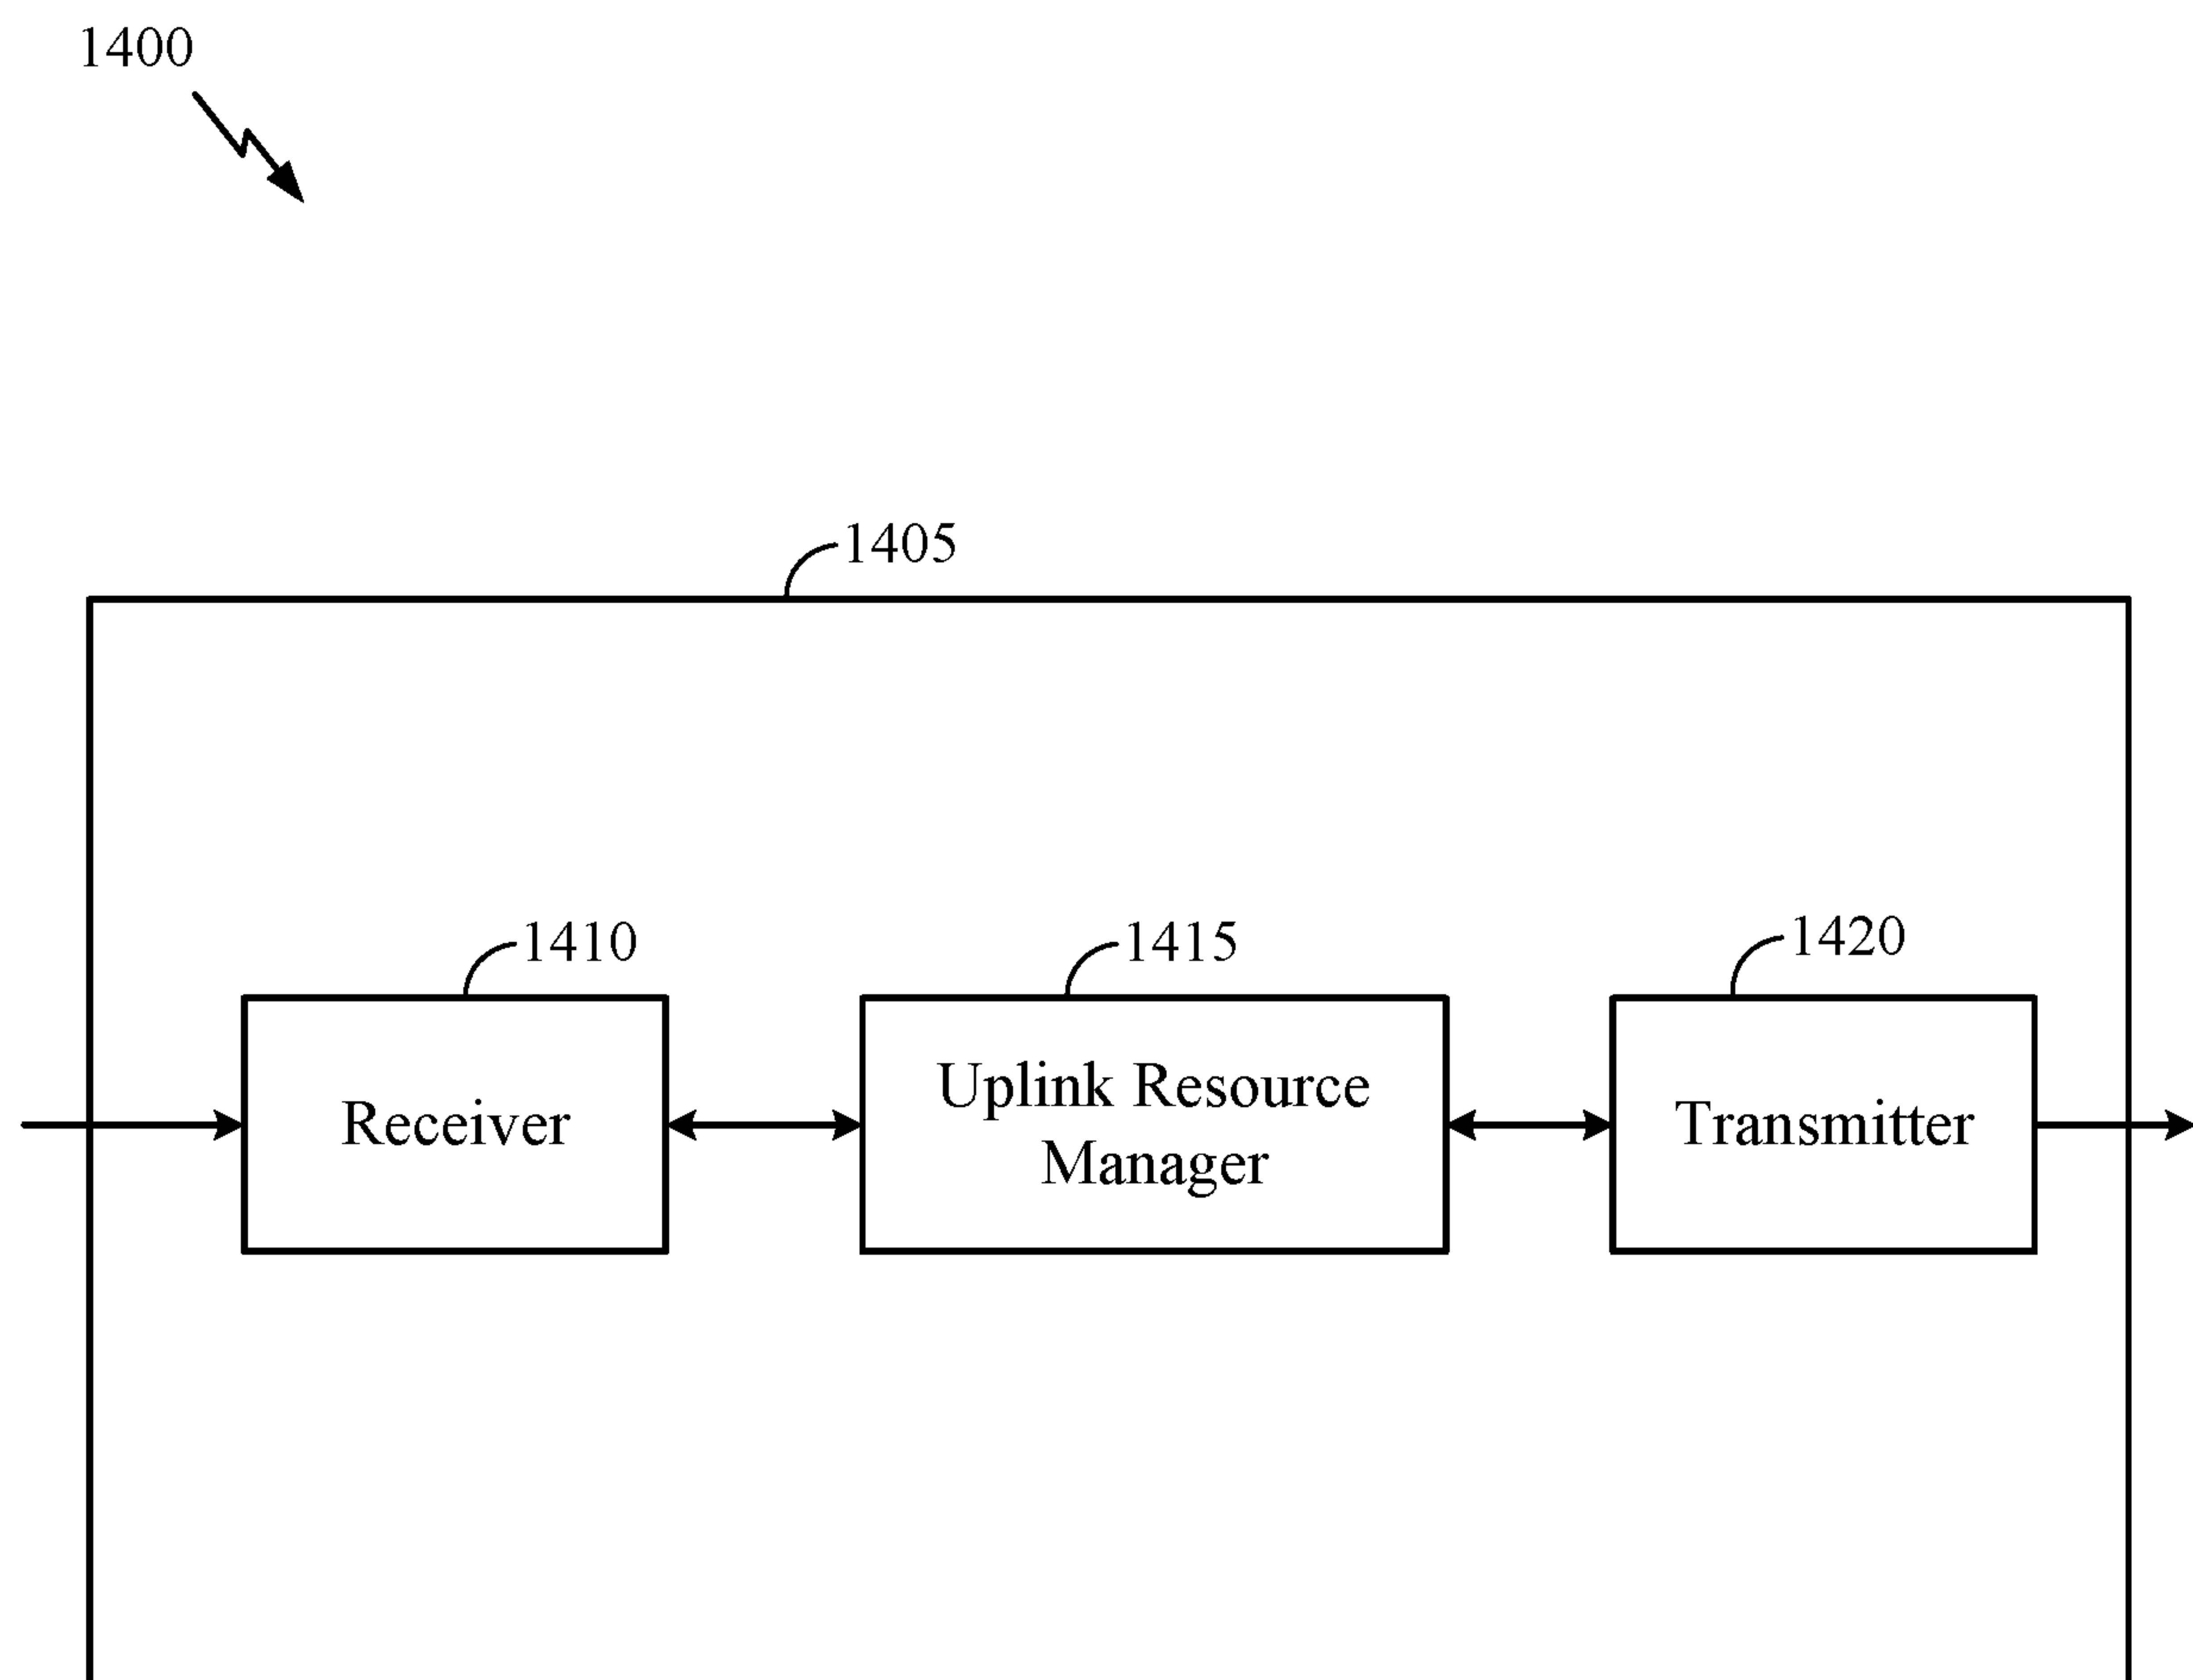 1400
1405
1410
1415
1420
Receiver
Uplink Resource
Manager
Transmitter